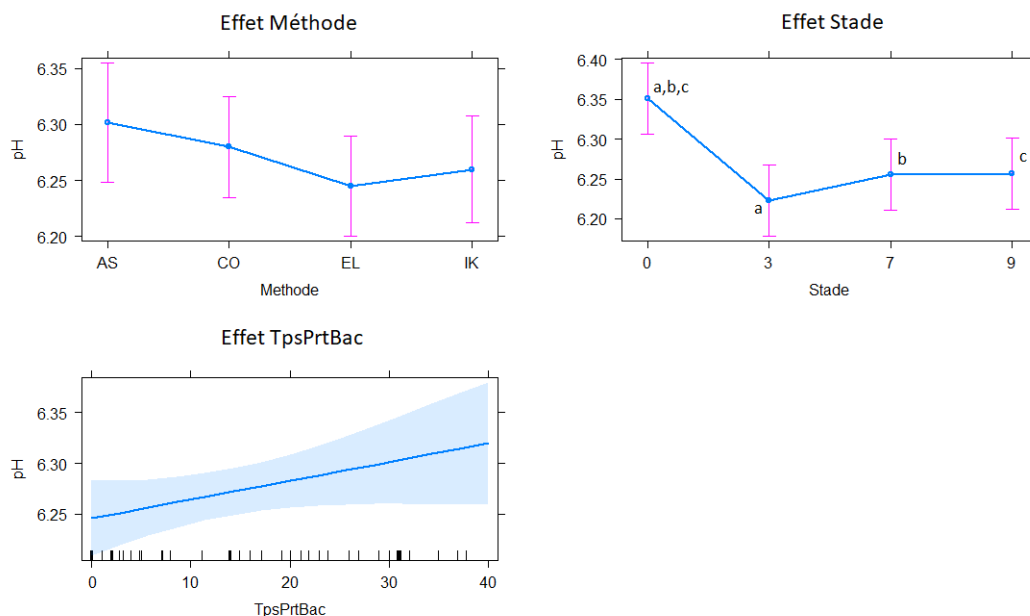 Effet Méthode
6.35
6.30
6.25
6.20
pH
AS CO EL IK
Methode
Effet Stade
6.40
6.35
6.30
6.25
6.20
pH
a,b,c
a
b
c
0 3 7 9
Stade
Effet TpsPrtBac
6.35
6.30
6.25
pH
0 10 20 30 40
TpsPrtBac